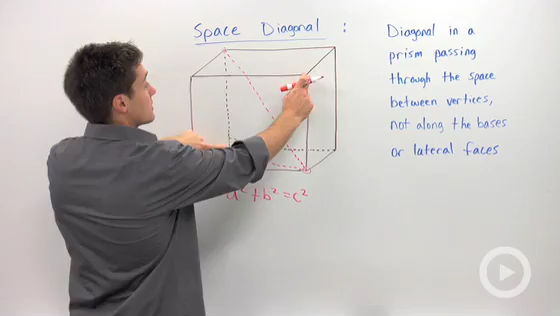 Space Diagonal :
Diagonal in a
prism passing
through the space
between vertices,
not along the bases
or lateral faces
a² + b² = c²